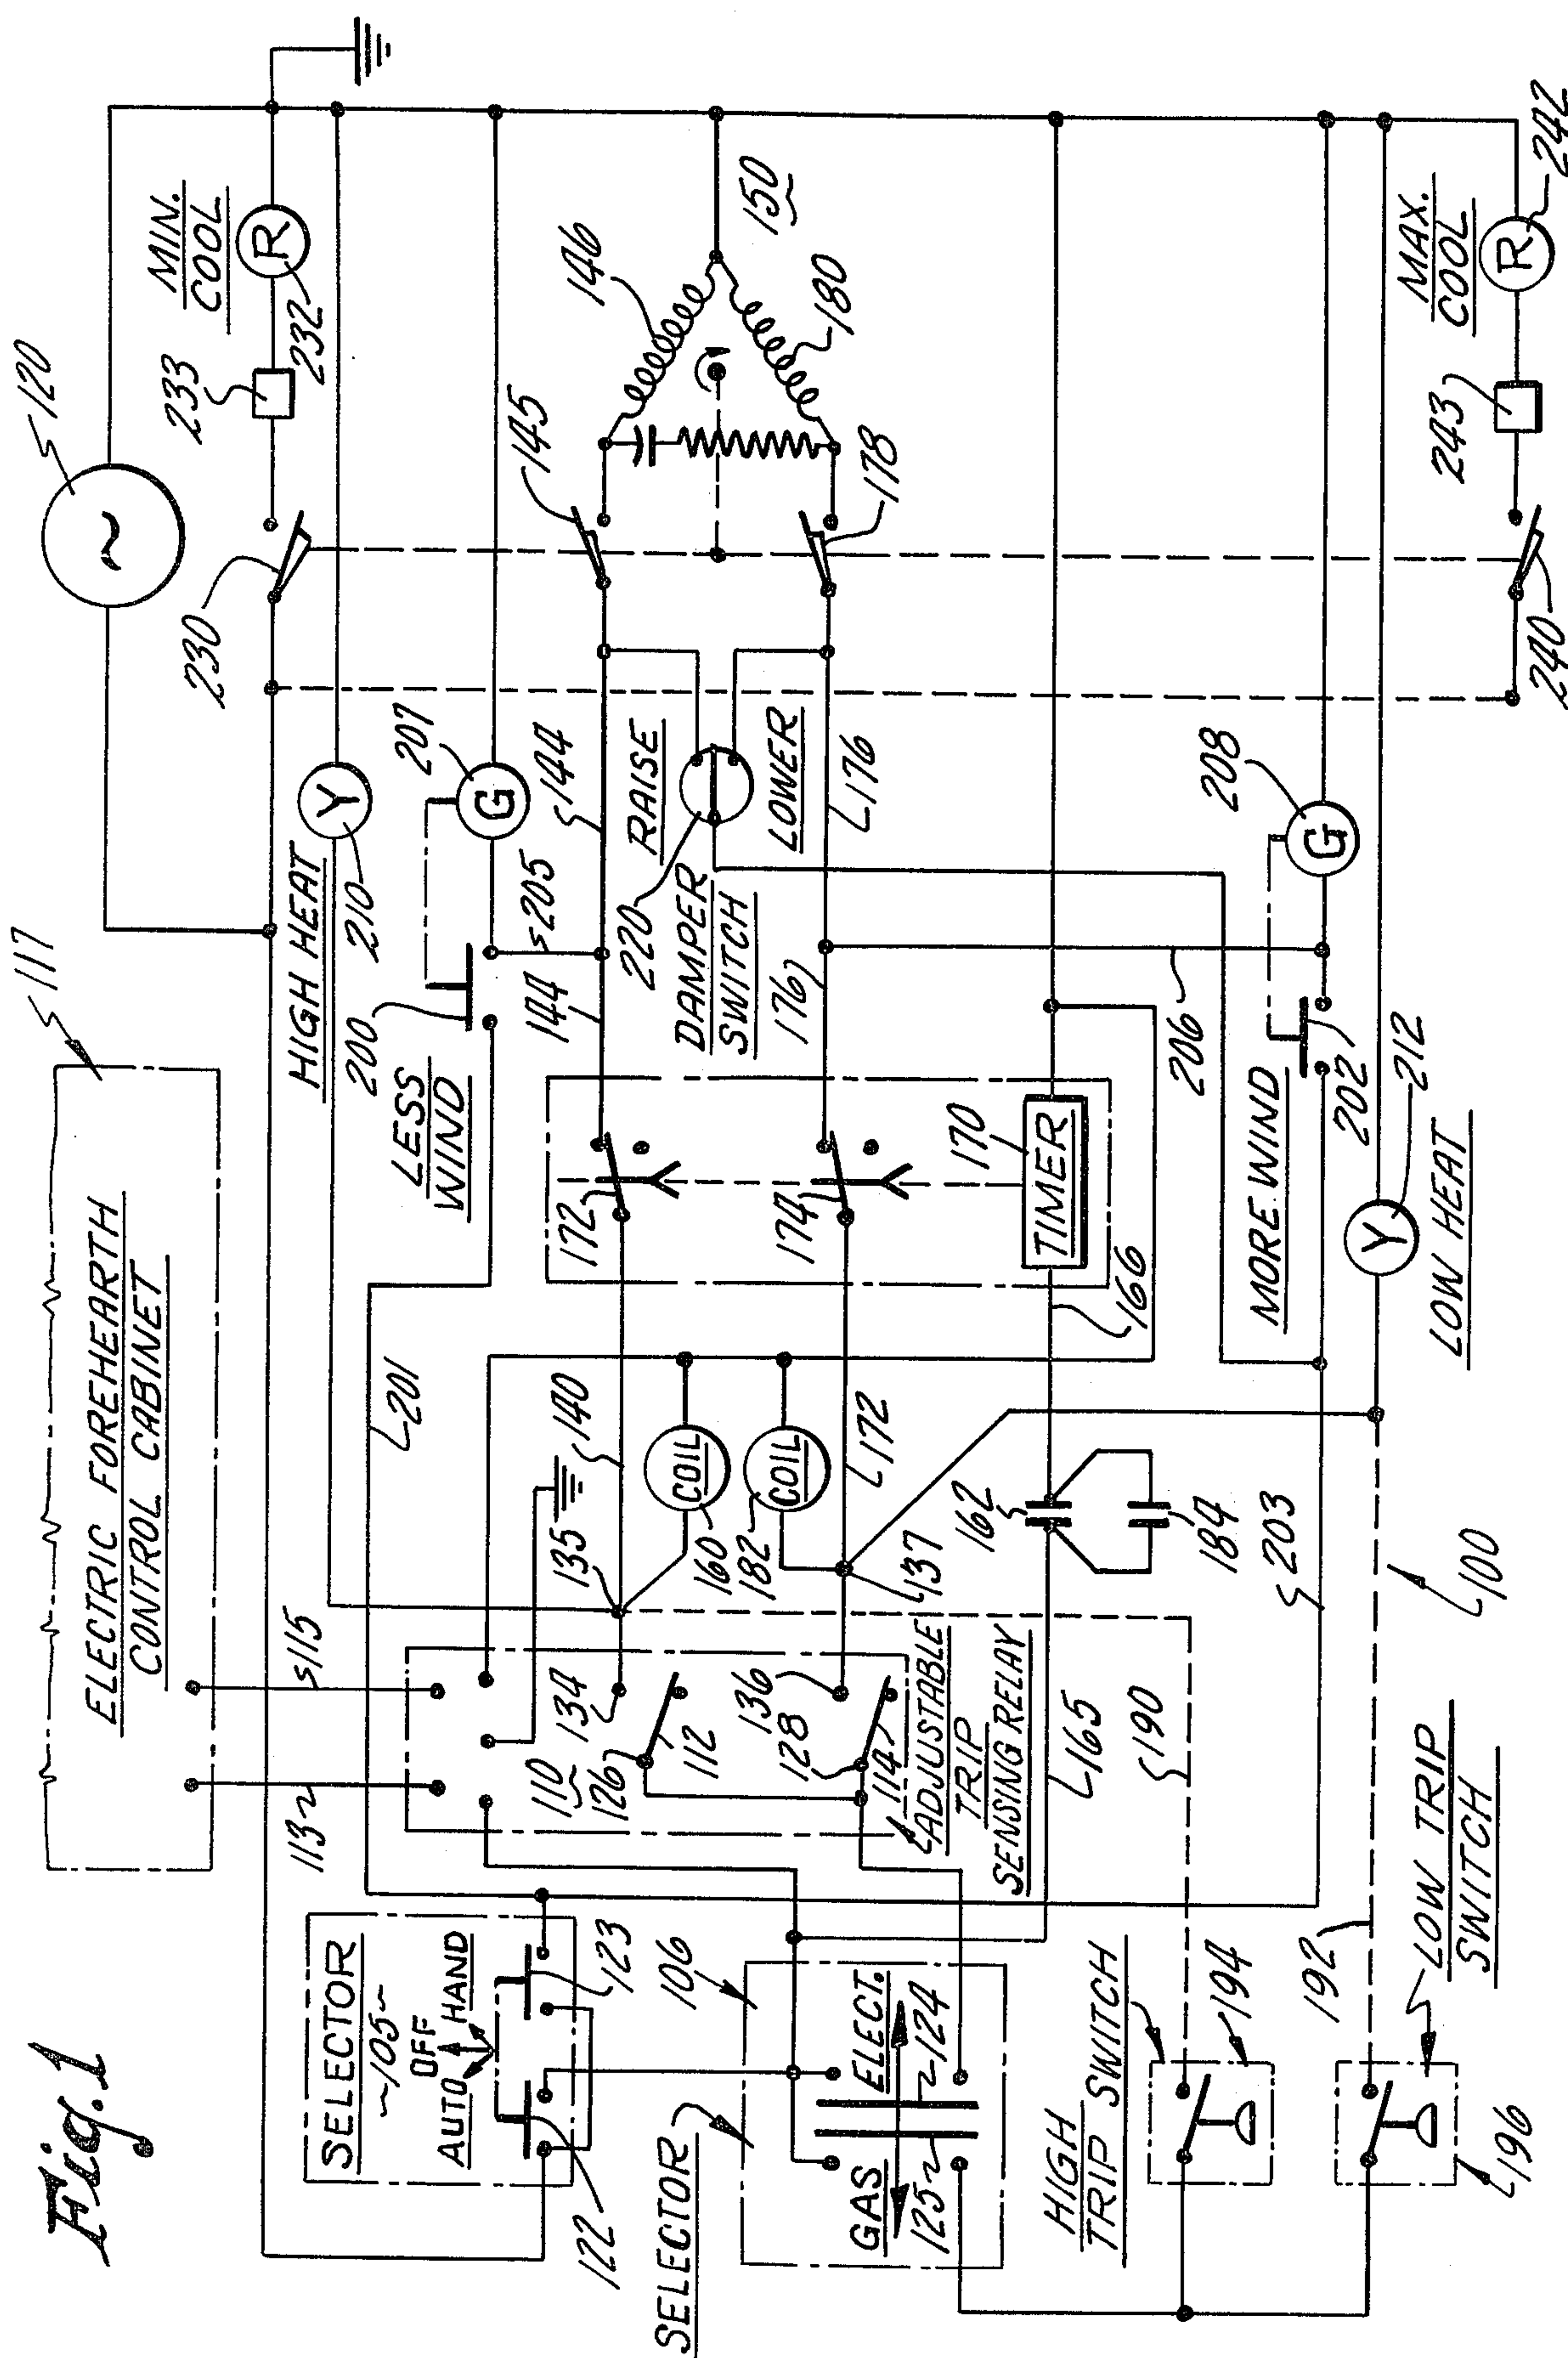 Fig.1
117
120
ELECTRIC FOREHEARTH
CONTROL CABINET
113
115
SELECTOR
105
AUTO OFF HAND
122
123
201
HIGH HEAT
Y
210
LESS
WIND
200
G
207
205
230
233
MIN.
COOL
R
232
SELECTOR
106
GAS
ELECT.
125
124
110
126
112
134
135
140
128
114
136
137
ADJUSTABLE
TRIP
SENSING RELAY
COIL
160
COIL
182
172
172
174
144
144
176
176
RAISE
LOWER
DAMPER
SWITCH
220
145
146
150
178
180
TIMER
170
166
162
184
165
190
203
HIGH
TRIP SWITCH
194
192
LOW TRIP
SWITCH
196
100
MORE WIND
202
206
G
208
LOW HEAT
Y
212
240
243
MAX.
COOL
R
242